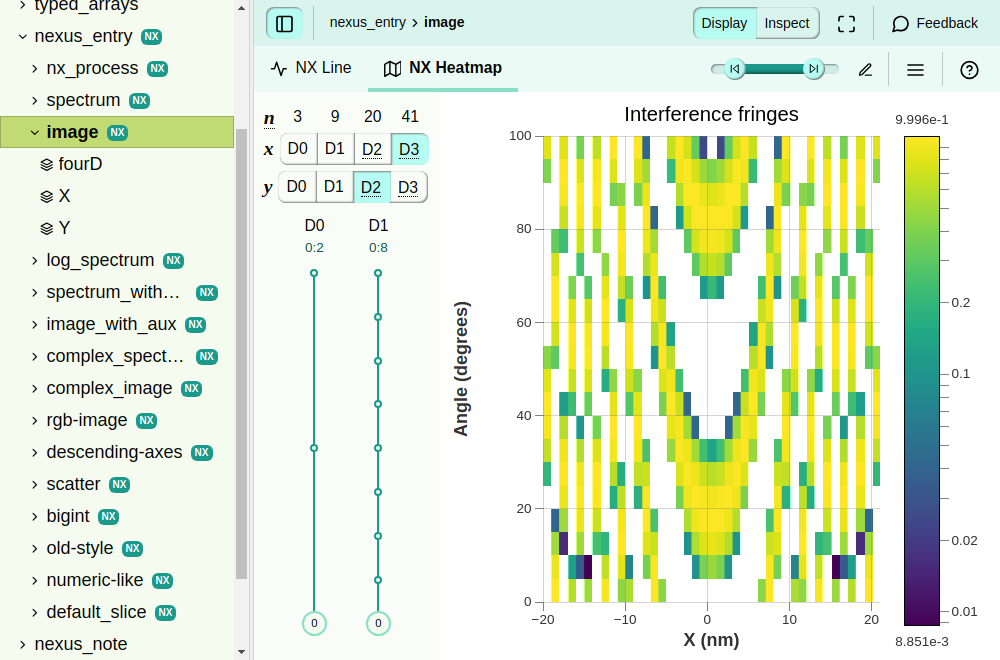 typed_arrays
nexus_entry NX
nx_process NX
spectrum NX
image NX
fourD
X
Y
log_spectrum NX
spectrum_with… NX
image_with_aux NX
complex_spect… NX
complex_image NX
rgb-image NX
descending-axes NX
scatter NX
bigint NX
old-style NX
numeric-like NX
default_slice NX
nexus_note
nexus_entry › image
Display Inspect
Feedback
NX Line NX Heatmap
n 3 9 20 41
x D0 D1 D2 D3
y D0 D1 D2 D3
D0 D1
0:2 0:8
0 0
Interference fringes
100
80
60
40
20
0
Angle (degrees)
−20 −10 0 10 20
X (nm)
9.996e-1
0.2
0.1
0.02
0.01
8.851e-3